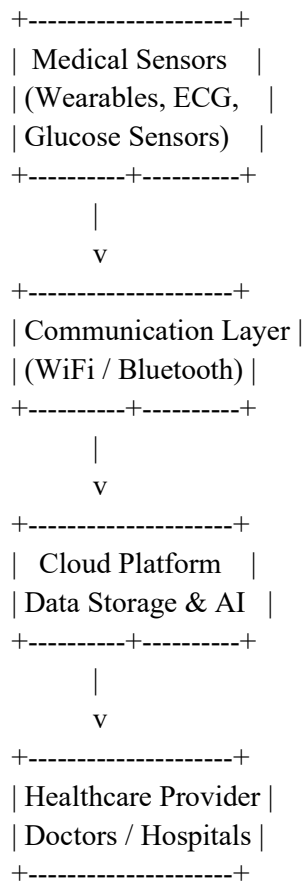 +----------------------+
| Medical Sensors |
| (Wearables, ECG, |
| Glucose Sensors) |
+----------+----------+
|
v
+----------------------+
| Communication Layer |
| (WiFi / Bluetooth) |
+----------+----------+
|
v
+----------------------+
| Cloud Platform |
| Data Storage & AI |
+----------+----------+
|
v
+----------------------+
| Healthcare Provider |
| Doctors / Hospitals |
+----------------------+